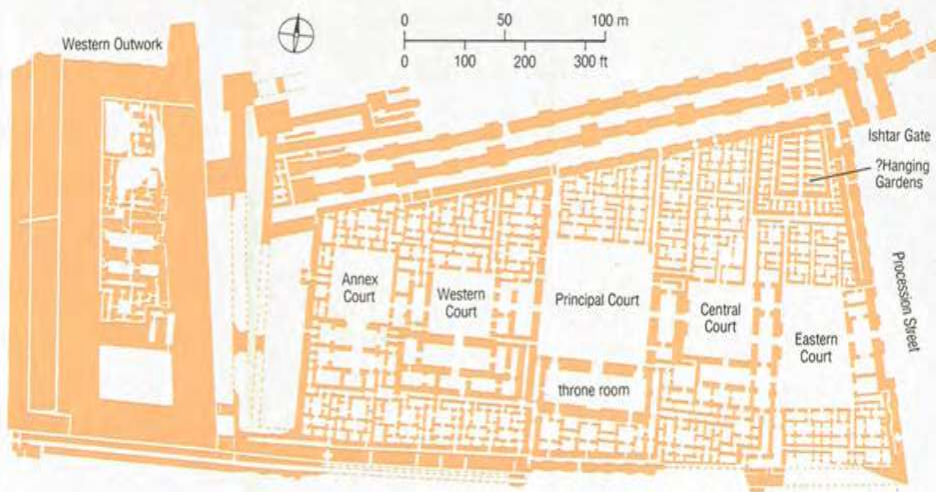 Western Outwork
0 50 100 m
0 100 200 300 ft
Ishtar Gate
?Hanging
Gardens
Procession Street
Annex
Court
Western
Court
Principal Court
Central
Court
Eastern
Court
throne room